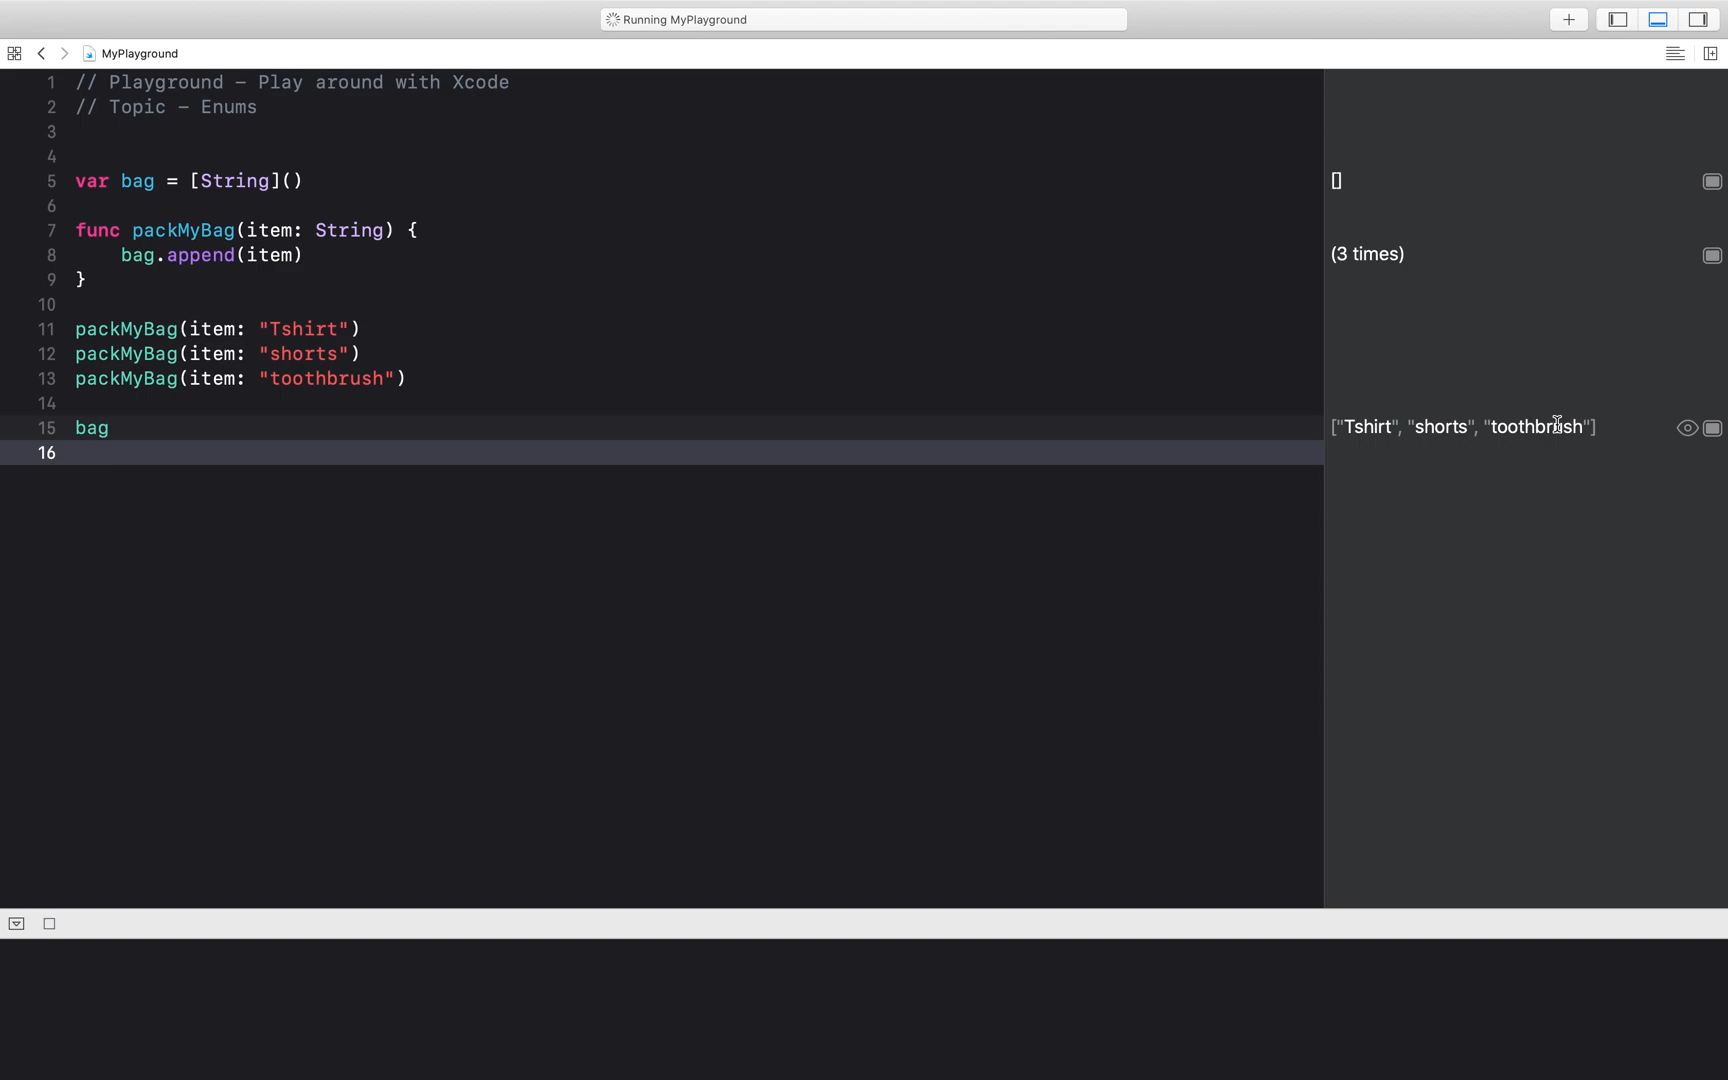 Running MyPlayground
MyPlayground
1 // Playground - Play around with Xcode
2 // Topic - Enums
3
4
5 var bag = [String]() []
6
7 func packMyBag(item: String) {
8 bag.append(item) (3 times)
9 }
10
11 packMyBag(item: "Tshirt")
12 packMyBag(item: "shorts")
13 packMyBag(item: "toothbrush")
14
15 bag ["Tshirt", "shorts", "toothbrush"]
16